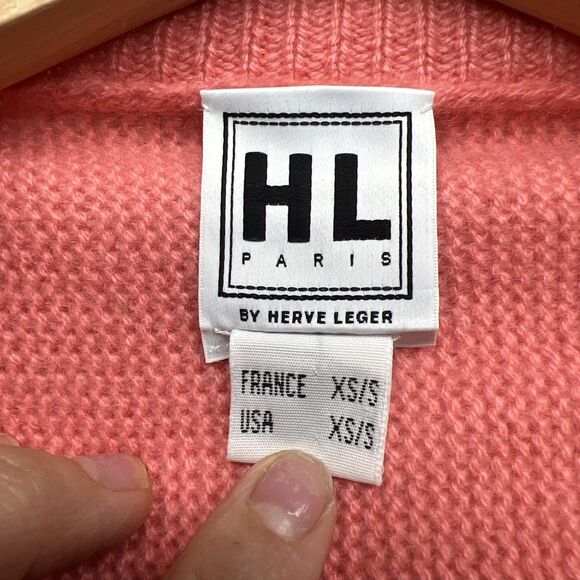 HL
PARIS
BY HERVE LEGER
FRANCE XS/S
USA XS/S